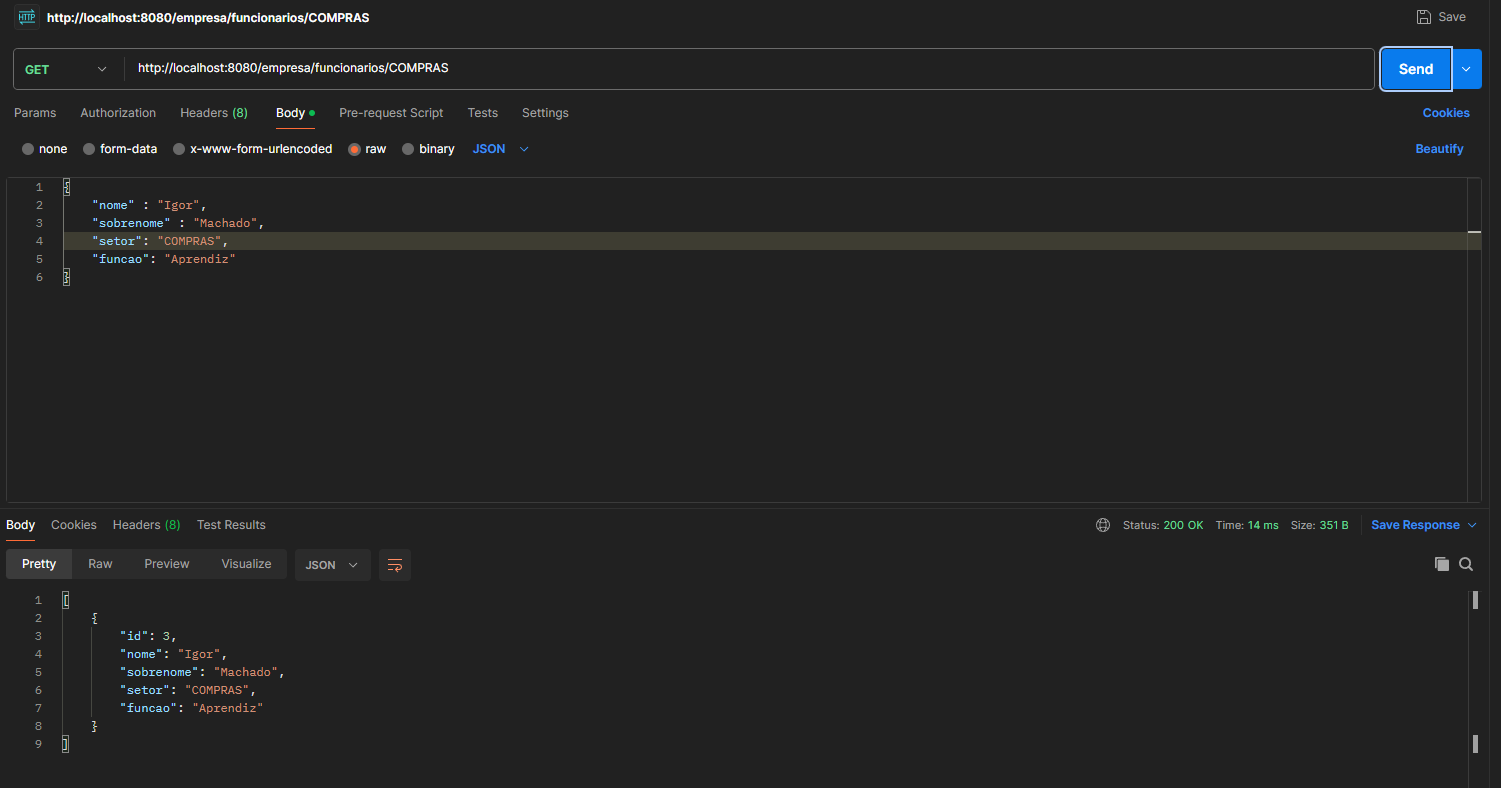 HTTP http://localhost:8080/empresa/funcionarios/COMPRAS Save
GET http://localhost:8080/empresa/funcionarios/COMPRAS Send
Params Authorization Headers (8) Body Pre-request Script Tests Settings Cookies
none form-data x-www-form-urlencoded raw binary JSON Beautify
1 {
2 "nome" : "Igor",
3 "sobrenome" : "Machado",
4 "setor": "COMPRAS",
5 "funcao": "Aprendiz"
6 }
Body Cookies Headers (8) Test Results Status: 200 OK Time: 14 ms Size: 351 B Save Response
Pretty Raw Preview Visualize JSON
1 [
2 {
3 "id": 3,
4 "nome": "Igor",
5 "sobrenome": "Machado",
6 "setor": "COMPRAS",
7 "funcao": "Aprendiz"
8 }
9 ]